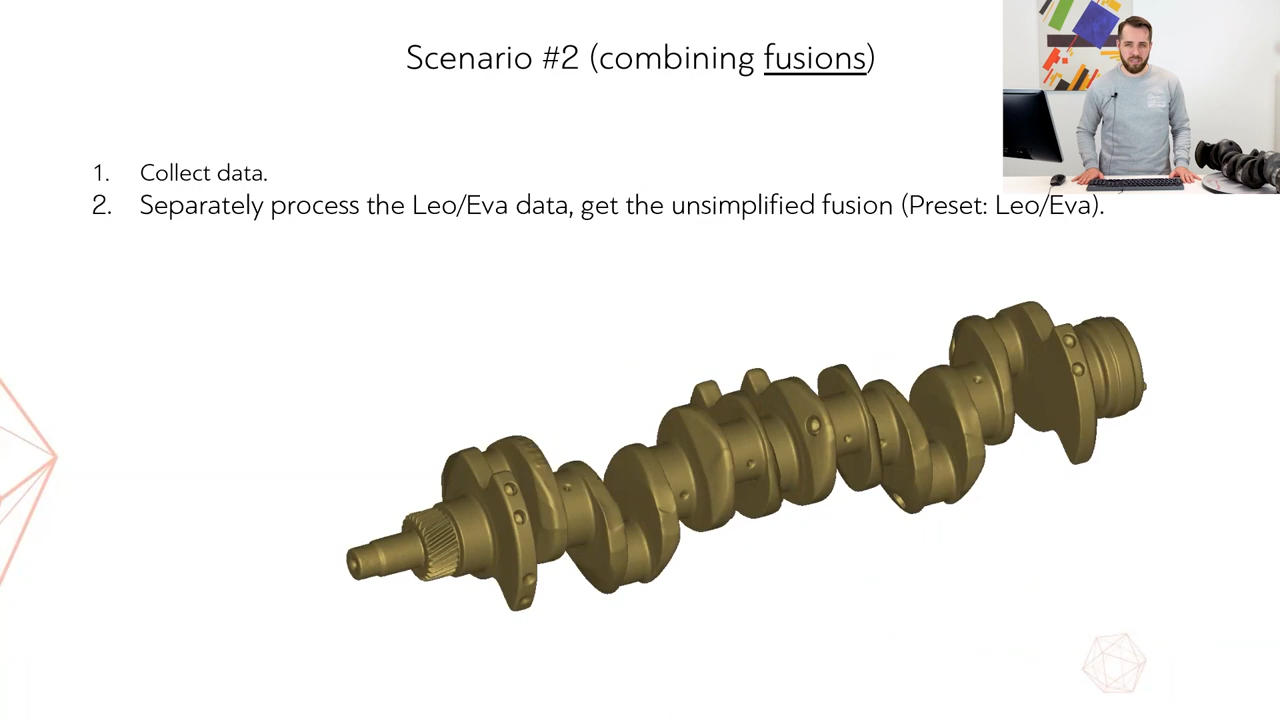 Scenario #2 (combining fusions)
1. Collect data.
2. Separately process the Leo/Eva data, get the unsimplified fusion (Preset: Leo/Eva).